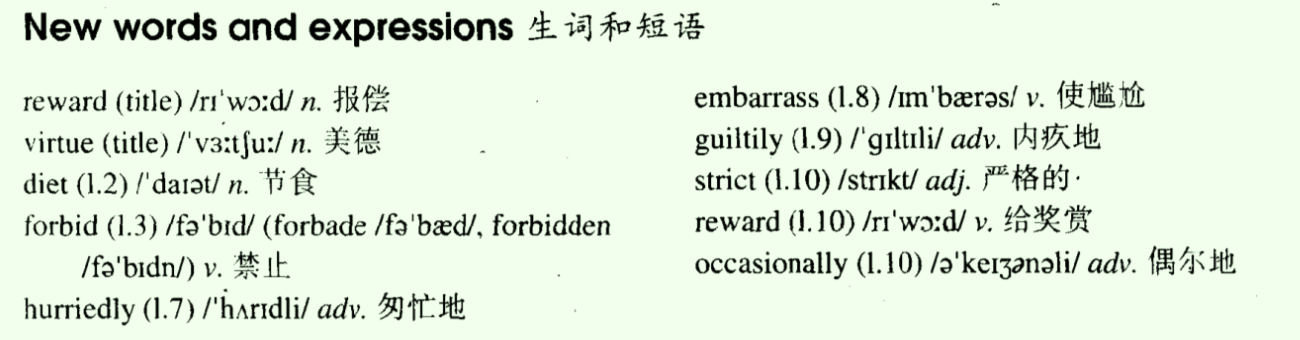 New words and expressions 生词和短语
reward (title) /rɪˈwɔːd/ n. 报偿
virtue (title) /ˈvɜːtʃuː/ n. 美德
diet (l.2) /ˈdaɪət/ n. 节食
forbid (l.3) /fəˈbɪd/ (forbade /fəˈbæd/, forbidden
/fəˈbɪdn/) v. 禁止
hurriedly (l.7) /ˈhʌrɪdli/ adv. 匆忙地
embarrass (l.8) /ɪmˈbærəs/ v. 使尴尬
guiltily (l.9) /ˈɡɪltɪli/ adv. 内疚地
strict (l.10) /strɪkt/ adj. 严格的
reward (l.10) /rɪˈwɔːd/ v. 给奖赏
occasionally (l.10) /əˈkeɪʒənəli/ adv. 偶尔地